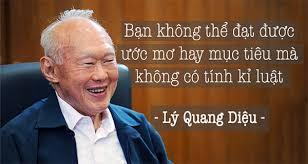 Bạn không thể đạt được
ước mơ hay mục tiêu mà
không có tính kỉ luật
- Lý Quang Diệu -